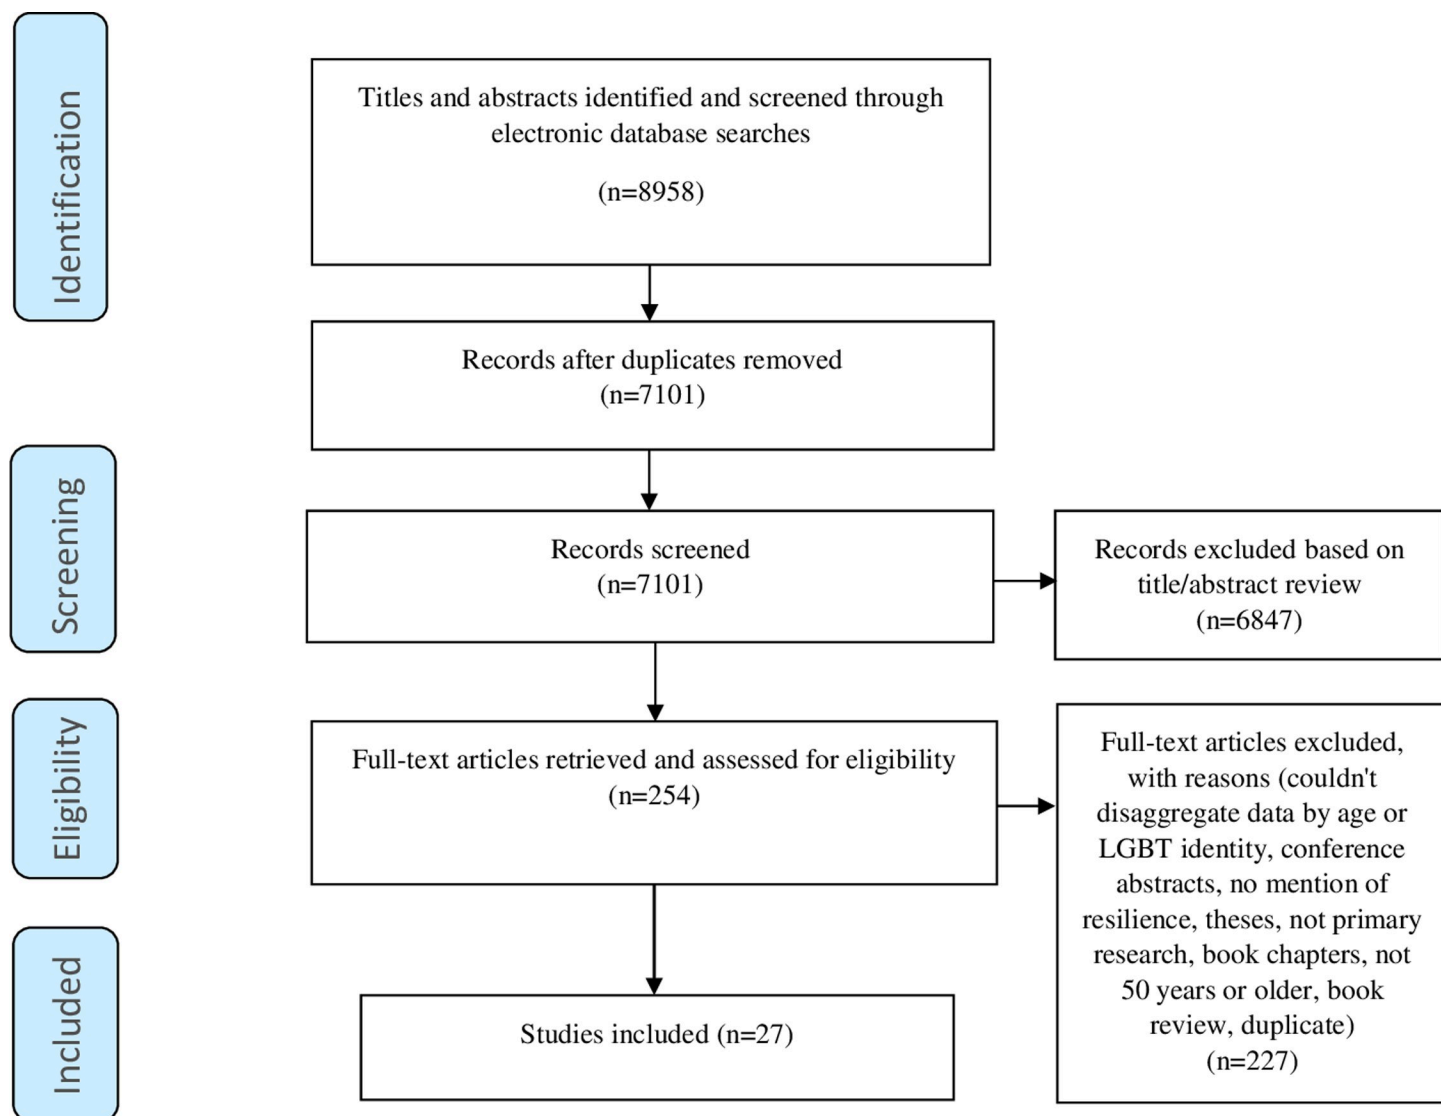 Identification
Titles and abstracts identified and screened through
electronic database searches
(n=8958)
Records after duplicates removed
(n=7101)
Screening
Records screened
(n=7101)
Records excluded based on
title/abstract review
(n=6847)
Eligibility
Full-text articles retrieved and assessed for eligibility
(n=254)
Full-text articles excluded,
with reasons (couldn't
disaggregate data by age or
LGBT identity, conference
abstracts, no mention of
resilience, theses, not primary
research, book chapters, not
50 years or older, book
review, duplicate)
(n=227)
Included
Studies included (n=27)